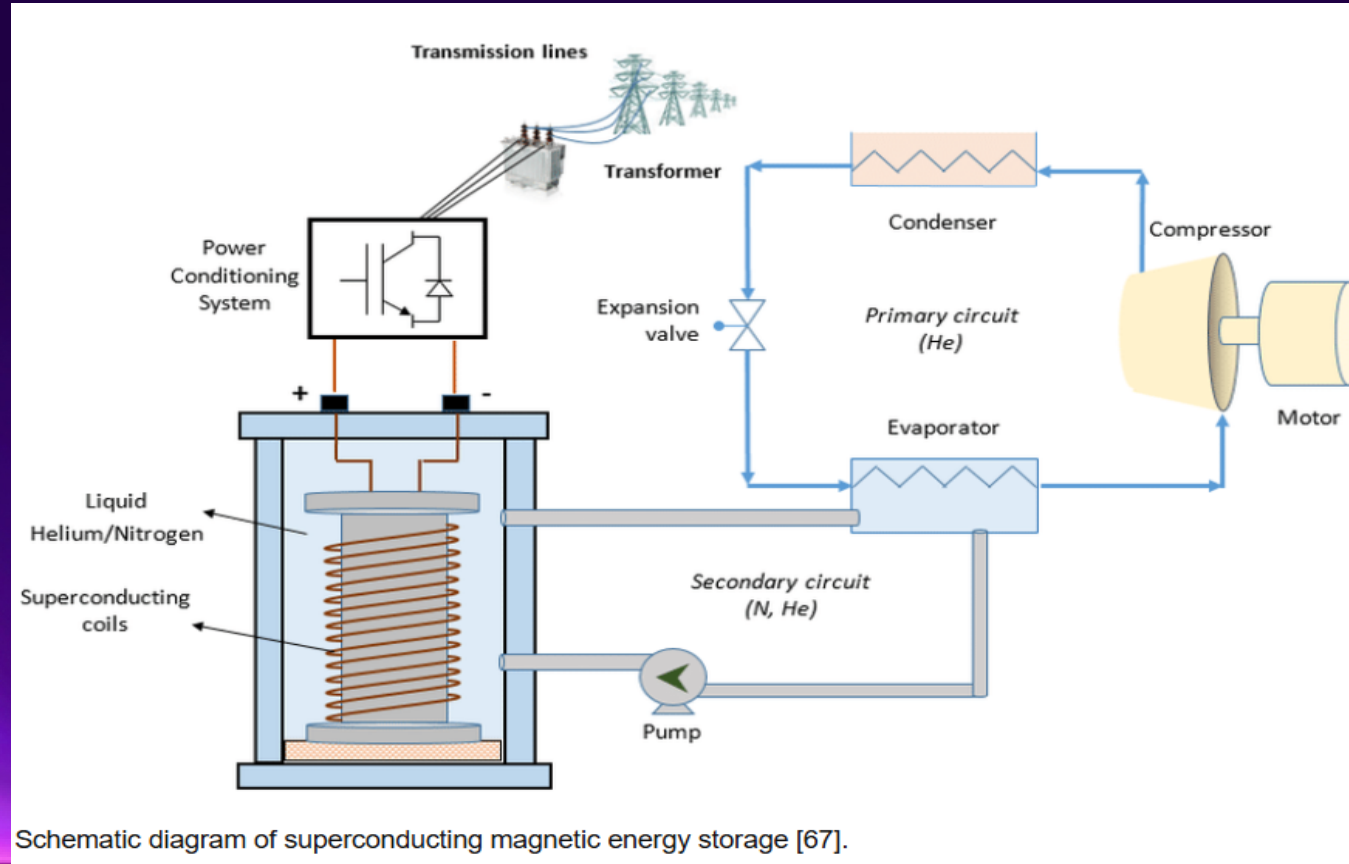 Transmission lines
Transformer
Power
Conditioning
System
+
-
Liquid
Helium/Nitrogen
Superconducting
coils
Condenser
Compressor
Expansion
valve
Primary circuit
(He)
Motor
Evaporator
Secondary circuit
(N, He)
Pump
Schematic diagram of superconducting magnetic energy storage [67].